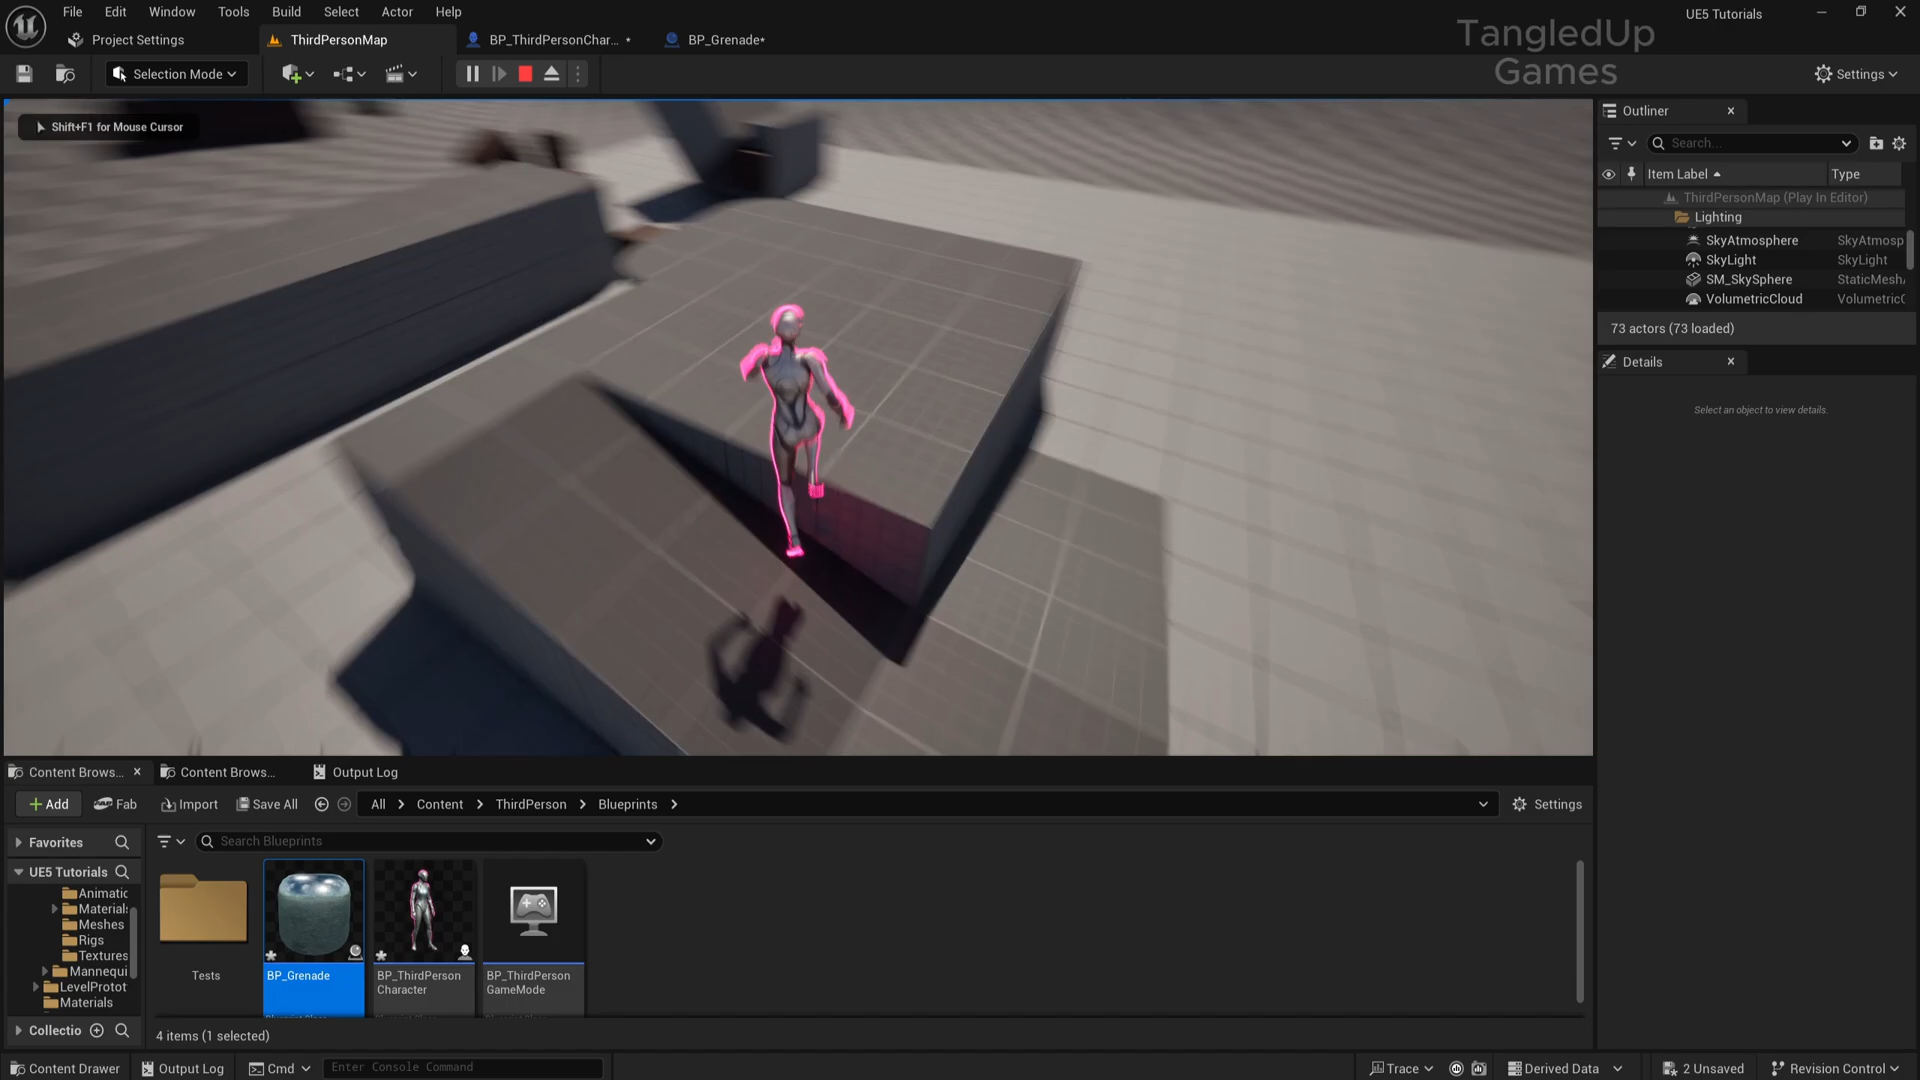 File Edit Window Tools Build Select Actor Help
UE5 Tutorials
TangledUp
Games
Project Settings
ThirdPersonMap
BP_ThirdPersonChar... •
BP_Grenade•
Selection Mode
Settings
Shift+F1 for Mouse Cursor
Outliner
Search...
Item Label
Type
ThirdPersonMap (Play In Editor)
Lighting
SkyAtmosphere SkyAtmosp
SkyLight SkyLight
SM_SkySphere StaticMesh
VolumetricCloud VolumetricC
73 actors (73 loaded)
Details
Select an object to view details.
Content Brows...
Content Brows...
Output Log
Add
Fab
Import
Save All
All > Content > ThirdPerson > Blueprints >
Settings
Favorites
Search Blueprints
UE5 Tutorials
Animatic
Materials
Meshes
Rigs
Textures
Mannequi
LevelProtot
Materials
Collectio
Tests
BP_Grenade
BP_ThirdPerson
Character
BP_ThirdPerson
GameMode
4 items (1 selected)
Content Drawer
Output Log
Cmd
Enter Console Command
Trace
Derived Data
2 Unsaved
Revision Control